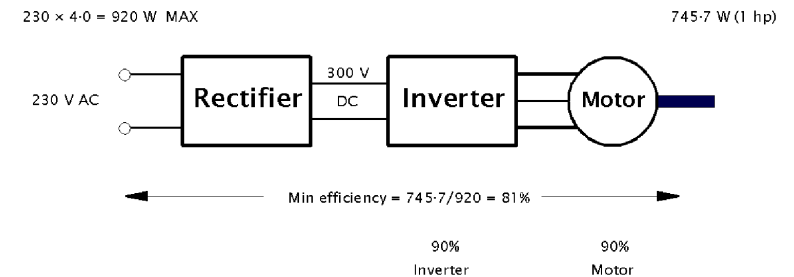 230 × 4·0 = 920 W MAX
745·7 W (1 hp)
230 V AC
Rectifier
300 V
DC
Inverter
Motor
Min efficiency = 745·7/920 = 81%
90%
Inverter
90%
Motor